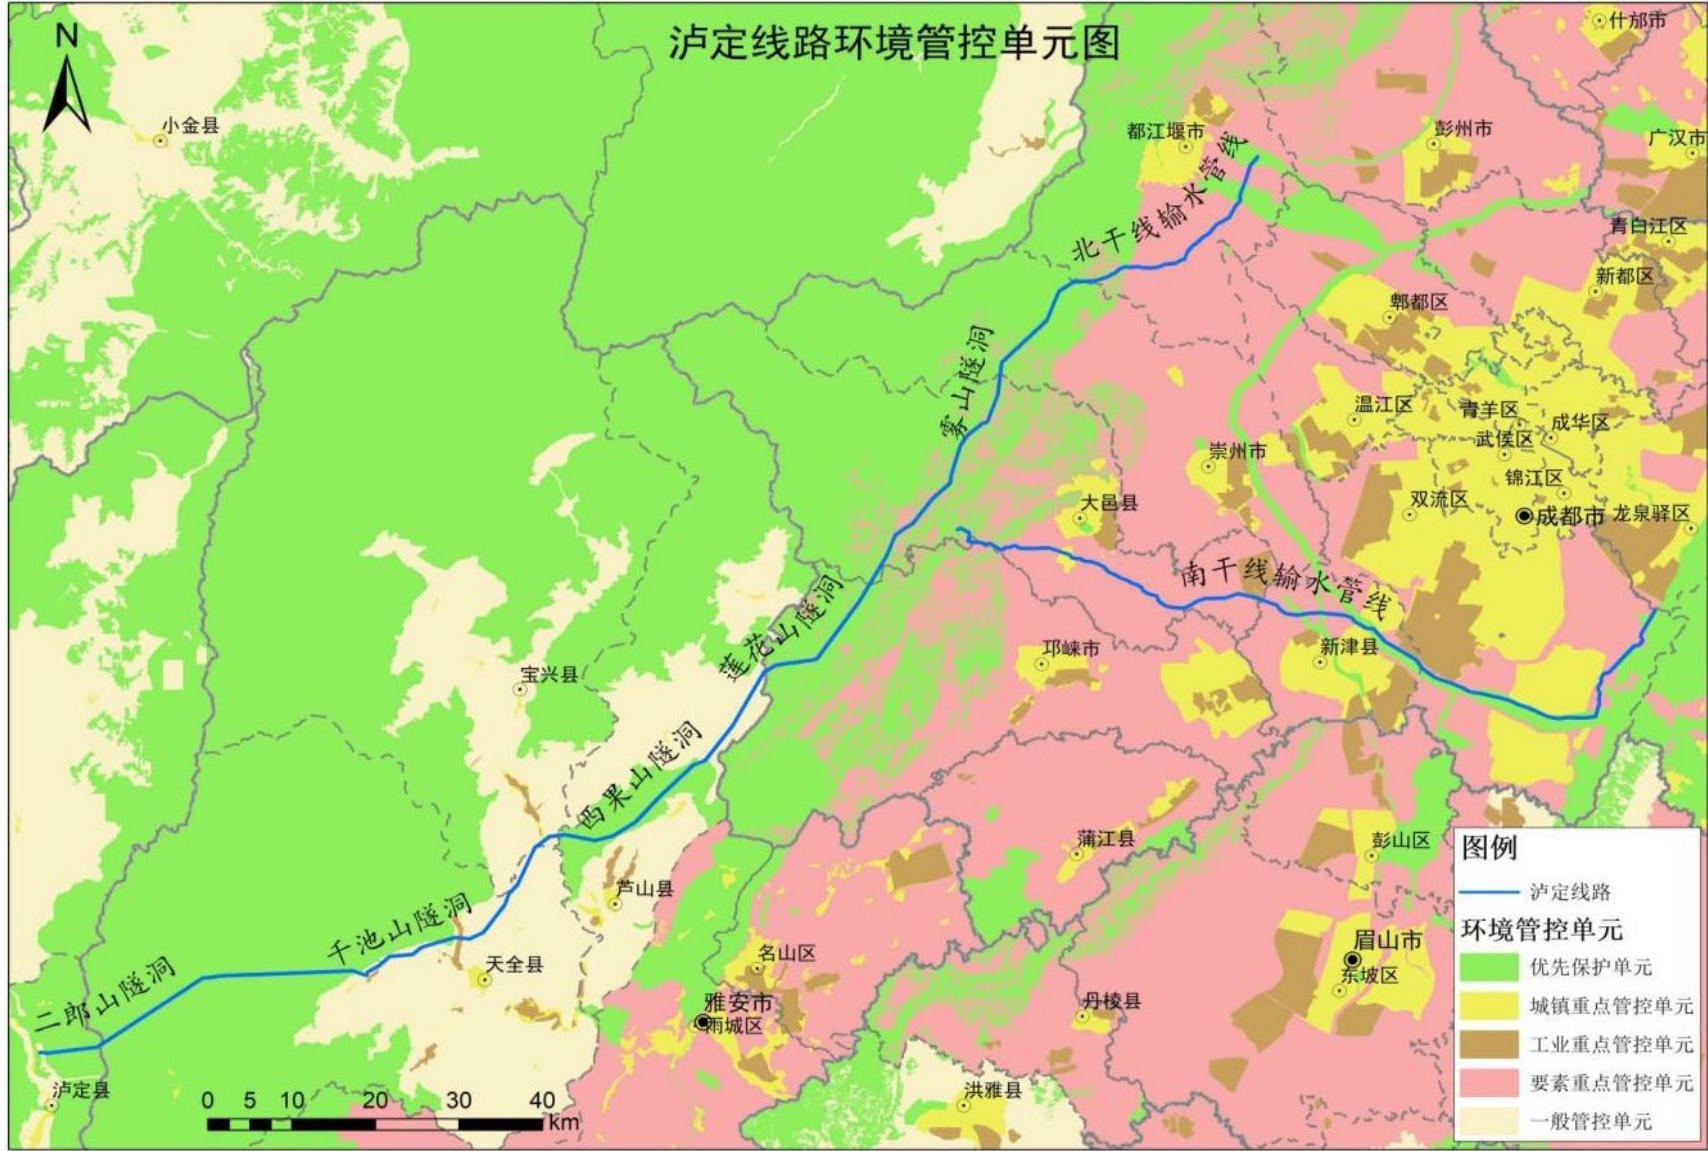 泸定线路环境管控单元图
N
什邡市
小金县
都江堰市
彭州市
广汉市
北干线输水管线
青白江区
新都区
郫都区
雾山隧洞
温江区
青羊区
成华区
武侯区
崇州市
锦江区
大邑县
双流区
成都市
龙泉驿区
南干线输水管线
莲花山隧洞
邛崃市
新津县
宝兴县
西果山隧洞
蒲江县
彭山区
芦山县
千池山隧洞
天全县
名山区
眉山市
东坡区
二郎山隧洞
雅安市
雨城区
丹棱县
泸定县
洪雅县
0 5 10 20 30 40
km
图例
泸定线路
环境管控单元
优先保护单元
城镇重点管控单元
工业重点管控单元
要素重点管控单元
一般管控单元